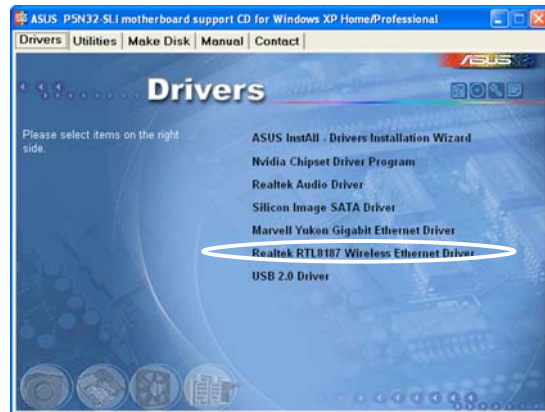 ASUS P5N32-SLI motherboard support CD for Windows XP Home/Professional
Drivers Utilities Make Disk Manual Contact
ASUS
Drivers
Please select items on the right
side.
ASUS InstAll - Drivers Installation Wizard
Nvidia Chipset Driver Program
Realtek Audio Driver
Silicon Image SATA Driver
Marvell Yukon Gigabit Ethernet Driver
Realtek RTL8187 Wireless Ethernet Driver
USB 2.0 Driver